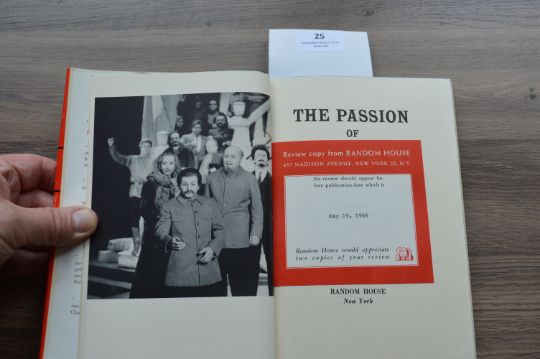 25
THE PASSION
OF
Review copy from RANDOM HOUSE
457 MADISON AVENUE, NEW YORK 22, N.Y.
No review should appear be-
fore publication date which is
May 29, 1964
Random House would appreciate
two copies of your review
RANDOM HOUSE
New York